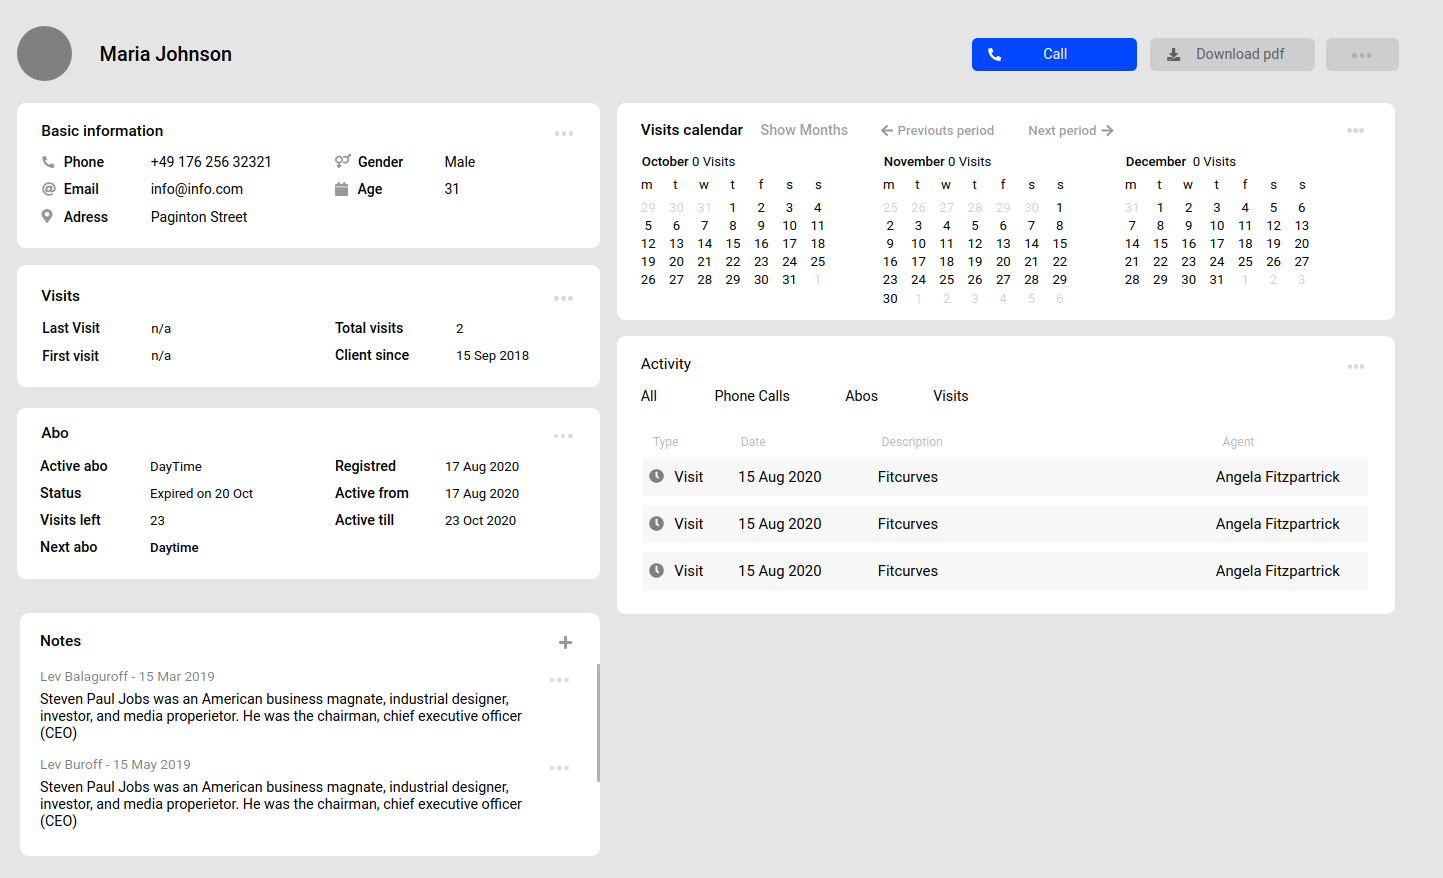 Maria Johnson
Call
Download pdf
Basic information
Phone +49 176 256 32321 Gender Male
Email info@info.com Age 31
Adress Paginton Street
Visits
Last Visit n/a Total visits 2
First visit n/a Client since 15 Sep 2018
Abo
Active abo DayTime Registred 17 Aug 2020
Status Expired on 20 Oct Active from 17 Aug 2020
Visits left 23 Active till 23 Oct 2020
Next abo Daytime
Notes
Lev Balaguroff - 15 Mar 2019
Steven Paul Jobs was an American business magnate, industrial designer,
investor, and media properietor. He was the chairman, chief executive officer
(CEO)
Lev Buroff - 15 May 2019
Steven Paul Jobs was an American business magnate, industrial designer,
investor, and media properietor. He was the chairman, chief executive officer
(CEO)
Visits calendar Show Months Previouts period Next period
October 0 Visits
m t w t f s s
29 30 31 1 2 3 4
5 6 7 8 9 10 11
12 13 14 15 16 17 18
19 20 21 22 23 24 25
26 27 28 29 30 31 1
November 0 Visits
m t w t f s s
25 26 27 28 29 30 1
2 3 4 5 6 7 8
9 10 11 12 13 14 15
16 17 18 19 20 21 22
23 24 25 26 27 28 29
30 1 2 3 4 5 6
December 0 Visits
m t w t f s s
31 1 2 3 4 5 6
7 8 9 10 11 12 13
14 15 16 17 18 19 20
21 22 23 24 25 26 27
28 29 30 31 1 2 3
Activity
All Phone Calls Abos Visits
Type Date Description Agent
Visit 15 Aug 2020 Fitcurves Angela Fitzpartrick
Visit 15 Aug 2020 Fitcurves Angela Fitzpartrick
Visit 15 Aug 2020 Fitcurves Angela Fitzpartrick